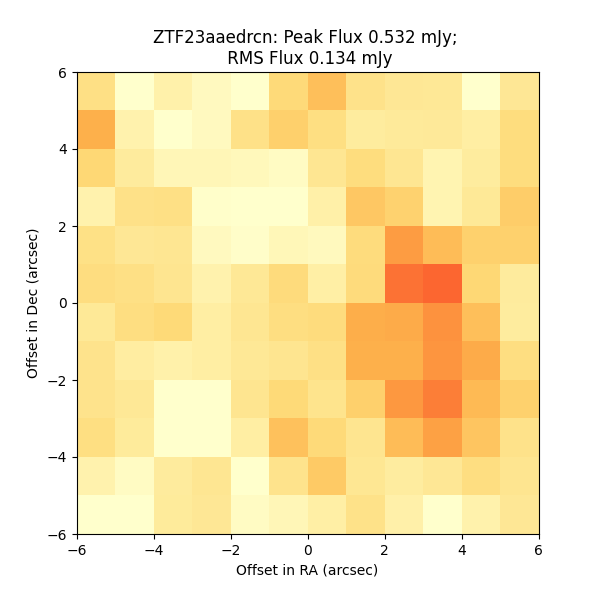 ZTF23aaedrcn: Peak Flux 0.532 mJy;
RMS Flux 0.134 mJy
6
4
2
0
−2
−4
−6
Offset in Dec (arcsec)
−6 −4 −2 0 2 4 6
Offset in RA (arcsec)